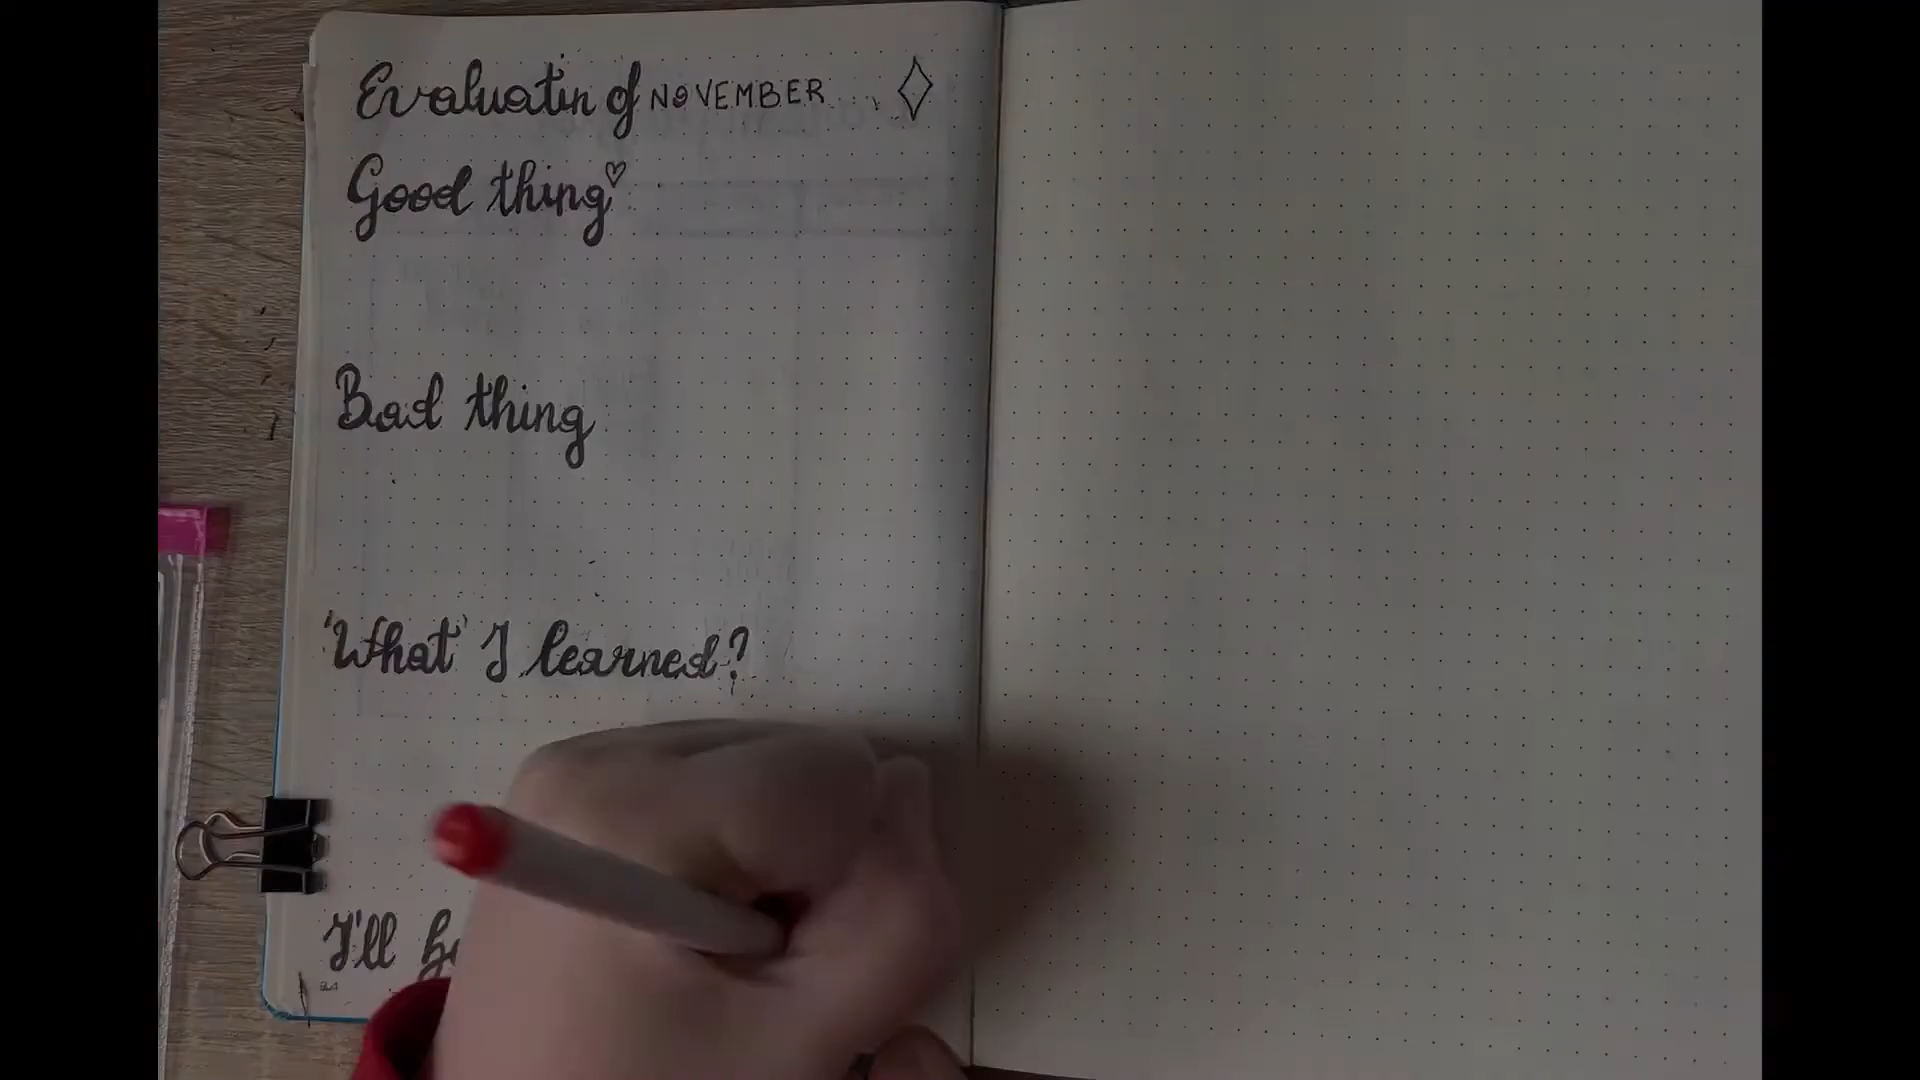 Evaluatin of NOVEMBER
Good thing
Bad thing
'What' I learned?
I'll